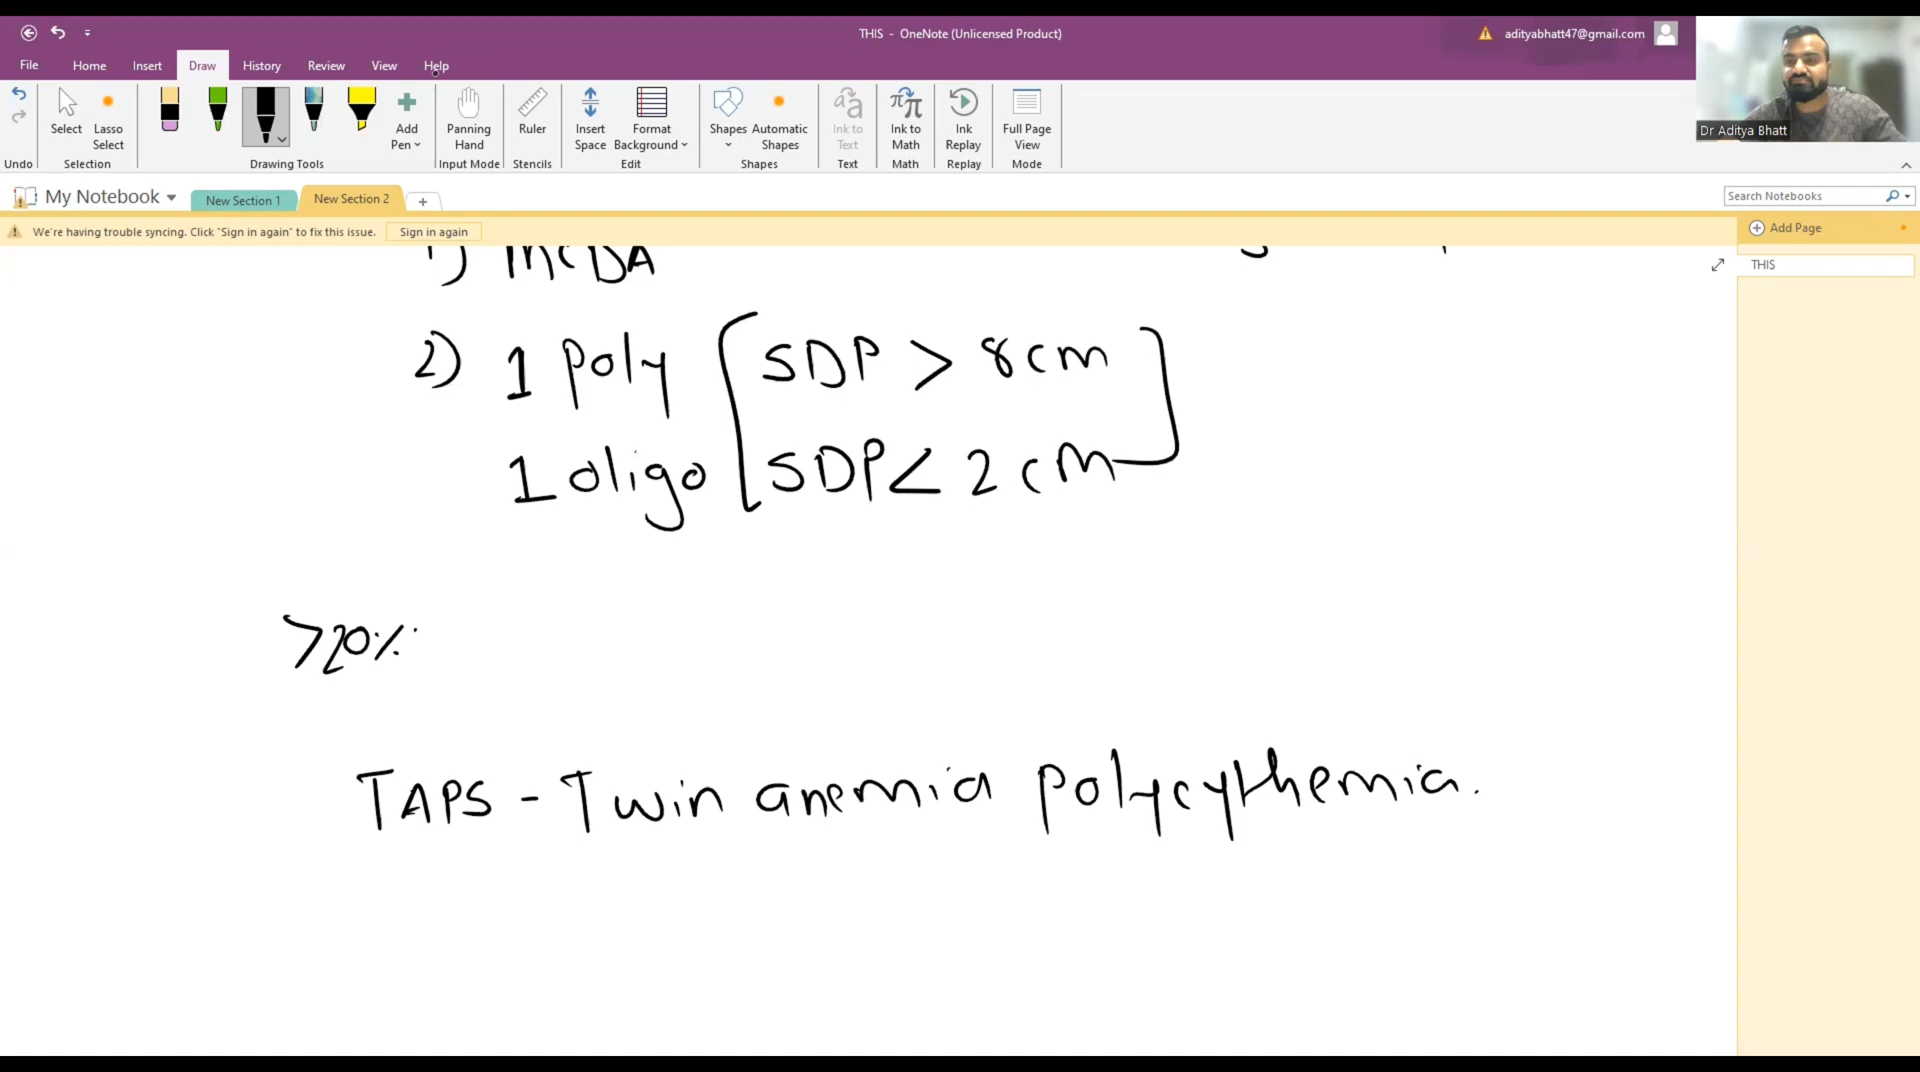 THIS - OneNote (Unlicensed Product)
adityabhatt47@gmail.com
File Home Insert Draw History Review View Help
Select
Lasso Select
Add Pen
Panning Hand
Ruler
Insert Space
Format Background
Shapes
Automatic Shapes
Ink to Text
Ink to Math
Ink Replay
Full Page View
Undo Selection Drawing Tools Input Mode Stencils Edit Shapes Text Math Replay Mode
Dr Aditya Bhatt
My Notebook New Section 1 New Section 2
Search Notebooks
We're having trouble syncing. Click "Sign in again" to fix this issue. Sign in again
Add Page
THIS
1) MCDA
2) 1 poly SDP > 8cm
1 oligo SDP < 2 cm
>20%
TAPS - Twin anemia polycythemia.